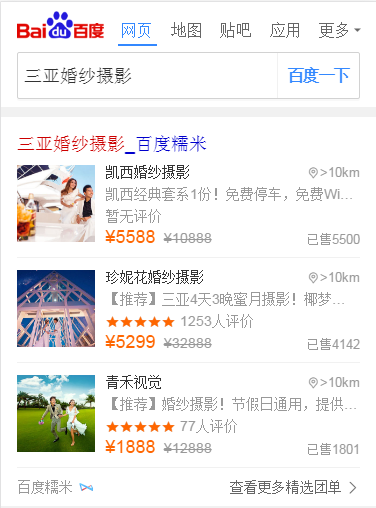 Bai du 百度 网页 地图 贴吧 应用 更多
三亚婚纱摄影 百度一下
三亚婚纱摄影_百度糯米
凯西婚纱摄影 >10km
凯西经典套系1份！免费停车，免费Wi...
暂无评价
¥5588 ¥10888 已售5500
珍妮花婚纱摄影 >10km
【推荐】三亚4天3晚蜜月摄影！椰梦...
1253人评价
¥5299 ¥32888 已售4142
青禾视觉 >10km
【推荐】婚纱摄影！节假日通用，提供...
77人评价
¥1888 ¥12888 已售1801
百度糯米 查看更多精选团单